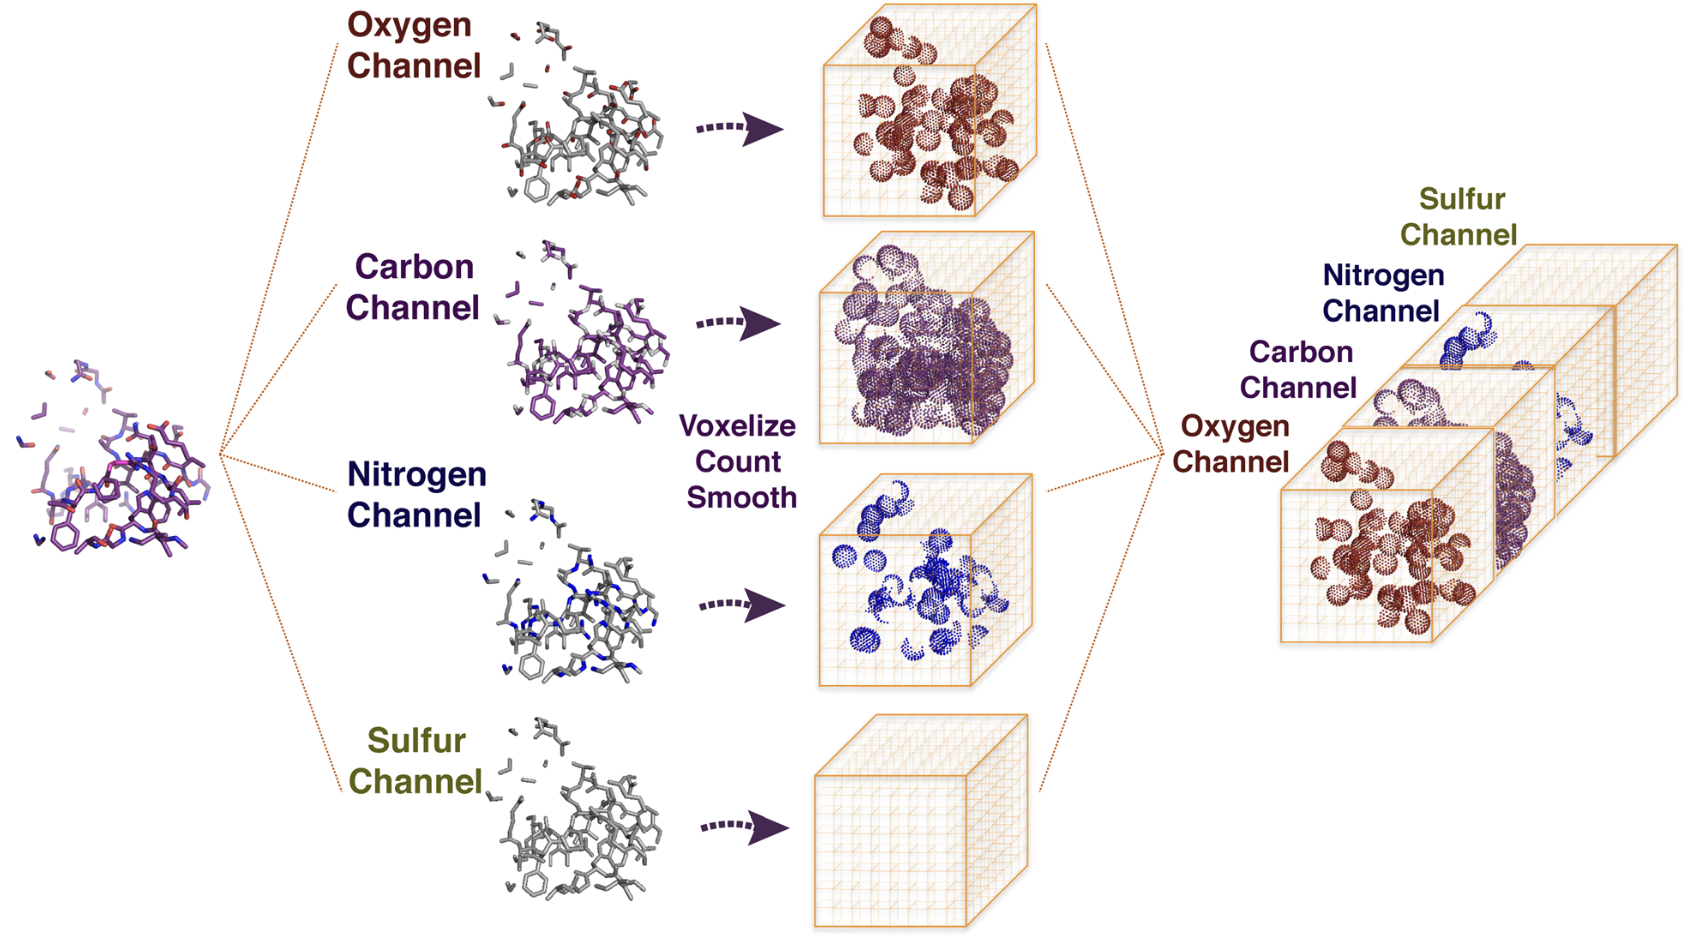 Oxygen
Channel
Carbon
Channel
Nitrogen
Channel
Sulfur
Channel
Voxelize
Count
Smooth
Sulfur
Channel
Nitrogen
Channel
Carbon
Channel
Oxygen
Channel